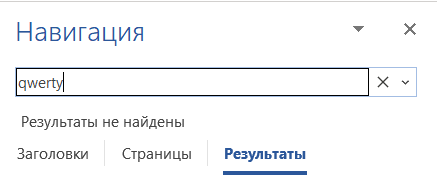 Навигация
qwerty
Результаты не найдены
Заголовки Страницы Результаты